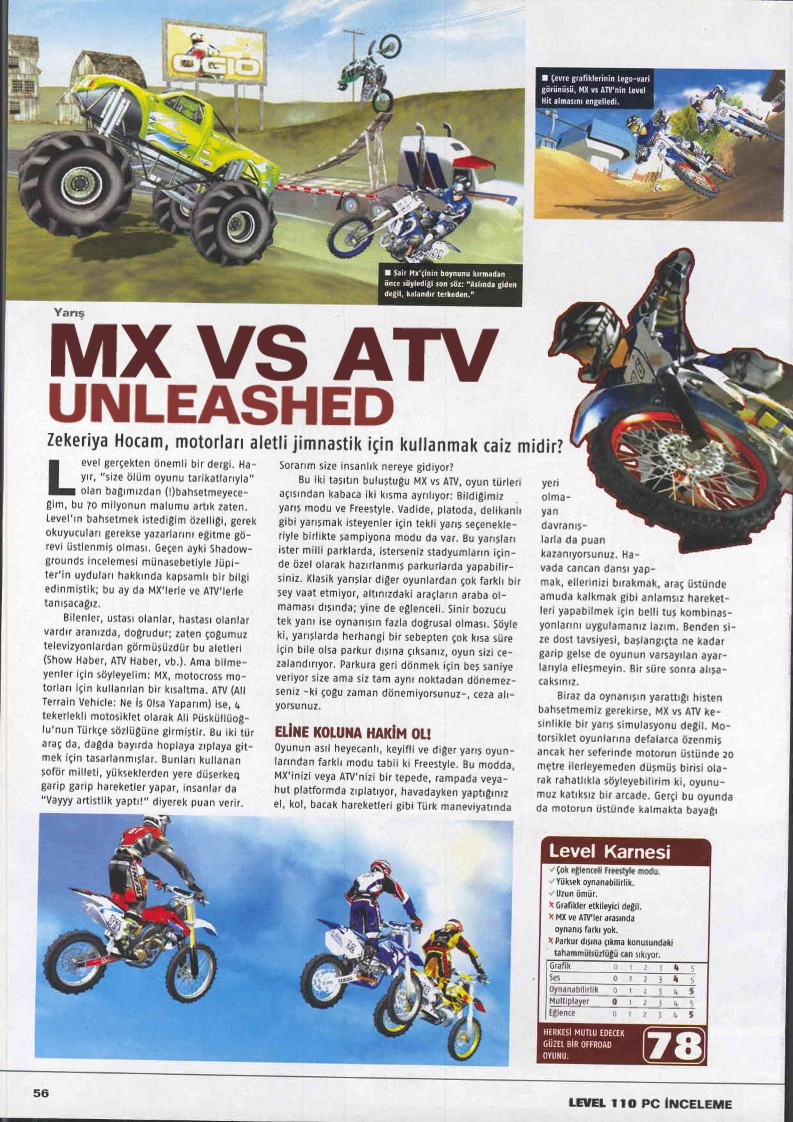 OGIO
■ Çevre grafiklerinin Lego-vari
görünüşü, MX vs ATV'nin Level
Hit almasını engelledi.
■ Şair Mx'çinin boynunu kırmadan
önce söylediği son söz: "Aslında giden
değil, kalandır terkeden."
Yarış
MX VS ATV
UNLEASHED
Zekeriya Hocam, motorları aletli jimnastik için kullanmak caiz midir?
Level gerçekten önemli bir dergi. Ha-
yır, "size ölüm oyunu tarikatlarıyla"
olan bağımızdan (!)bahsetmeyece-
ğim, bu 70 milyonun malumu artık zaten.
Level'ın bahsetmek istediğim özelliği, gerek
okuyucuları gerekse yazarlarını eğitme gö-
revi üstlenmiş olması. Geçen ayki Shadow-
grounds incelemesi münasebetiyle Jüpi-
ter'in uyduları hakkında kapsamlı bir bilgi
edinmiştik; bu ay da MX'lerle ve ATV'lerle
tanışacağız.
Bilenler, ustası olanlar, hastası olanlar
vardır aranızda, doğrudur; zaten çoğumuz
televizyonlardan görmüşüzdür bu aletleri
(Show Haber, ATV Haber, vb.). Ama bilme-
yenler için söyleyelim: MX, motocross mo-
torları için kullanılan bir kısaltma. ATV (All
Terrain Vehicle: Ne İş Olsa Yaparım) ise, 4
tekerlekli motosiklet olarak Ali Püsküllüoğ-
lu'nun Türkçe sözlüğüne girmiştir. Bu iki tür
araç da, dağda bayırda hoplaya zıplaya git-
mek için tasarlanmışlar. Bunları kullanan
şoför milleti, yükseklerden yere düşerken
garip garip hareketler yapar, insanlar da
"Vayyy artistlik yaptı!" diyerek puan verir.
Sorarım size insanlık nereye gidiyor?
Bu iki taşıtın buluştuğu MX vs ATV, oyun türleri
açısından kabaca iki kısma ayrılıyor: Bildiğimiz
yarış modu ve Freestyle. Vadide, platoda, delikanlı
gibi yarışmak isteyenler için tekli yarış seçenekle-
riyle birlikte şampiyona modu da var. Bu yarışları
ister milli parklarda, isterseniz stadyumların için-
de özel olarak hazırlanmış parkurlarda yapabilir-
siniz. Klasik yarışlar diğer oyunlardan çok farklı bir
şey vaat etmiyor, altınızdaki araçların araba ol-
maması dışında; yine de eğlenceli. Sinir bozucu
tek yanı ise oynanışın fazla doğrusal olması. Şöyle
ki, yarışlarda herhangi bir sebepten çok kısa süre
için bile olsa parkur dışına çıksanız, oyun sizi ce-
zalandırıyor. Parkura geri dönmek için beş saniye
veriyor size ama siz tam aynı noktadan dönemez-
seniz -ki çoğu zaman dönemiyorsunuz-, ceza alı-
yorsunuz.
ELİNE KOLUNA HAKİM OL!
Oyunun asıl heyecanlı, keyifli ve diğer yarış oyun-
larından farklı modu tabii ki Freestyle. Bu modda,
MX'inizi veya ATV'nizi bir tepede, rampada veya-
hut platformda zıplatıyor, havadayken yaptığınız
el, kol, bacak hareketleri gibi Türk maneviyatında
yeri
olma-
yan
davranış-
larla da puan
kazanıyorsunuz. Ha-
vada cancan dansı yap-
mak, ellerinizi bırakmak, araç üstünde
amuda kalkmak gibi anlamsız hareket-
leri yapabilmek için belli tuş kombinas-
yonlarını uygulamanız lazım. Benden si-
ze dost tavsiyesi, başlangıçta ne kadar
garip gelse de oyunun varsayılan ayar-
larıyla elleşmeyin. Bir süre sonra alışa-
caksınız.
Biraz da oynanışın yarattığı histen
bahsetmemiz gerekirse, MX vs ATV ke-
sinlikle bir yarış simulasyonu değil. Mo-
torsiklet oyunlarına defalarca özenmiş
ancak her seferinde motorun üstünde 20
metre ilerleyemeden düşmüş birisi ola-
rak rahatlıkla söyleyebilirim ki, oyunu-
muz katıksız bir arcade. Gerçi bu oyunda
da motorun üstünde kalmakta bayağı
Level Karnesi
✓ Çok eğlenceli Freestyle modu.
✓ Yüksek oynanabilirlik.
✓ Uzun ömür.
✗ Grafikler etkileyici değil.
✗ MX ve ATV'ler arasında
oynanış farkı yok.
✗ Parkur dışına çıkma konusundaki
tahammülsüzlüğü can sıkıyor.
Grafik 0 1 2 3 4 5
Ses 0 1 2 3 4 5
Oynanabilirlik 0 1 2 3 4 5
Multiplayer 0 1 2 3 4 5
Eğlence 0 1 2 3 4 5
HERKESİ MUTLU EDECEK
GÜZEL BİR OFFROAD
OYUNU.
78
56
LEVEL 110 PC İNCELEME